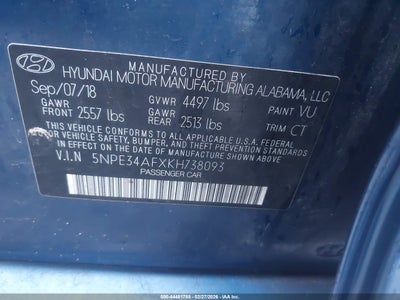 MANUFACTURED BY
HYUNDAI MOTOR MANUFACTURING ALABAMA, LLC
Sep/07/18 GVWR 4497 lbs PAINT VU
GAWR FRONT 2557 lbs GAWR REAR 2513 lbs TRIM CT
THIS VEHICLE CONFORMS TO ALL APPLICABLE U.S.A. FEDERAL MOTOR
VEHICLE SAFETY, BUMPER, AND THEFT PREVENTION STANDARDS
IN EFFECT ON THE DATE OF MANUFACTURE SHOWN ABOVE.
V.I.N 5NPE34AFXKH738093
PASSENGER CAR
000-44481765 - 02/27/2026 - IAA Inc.